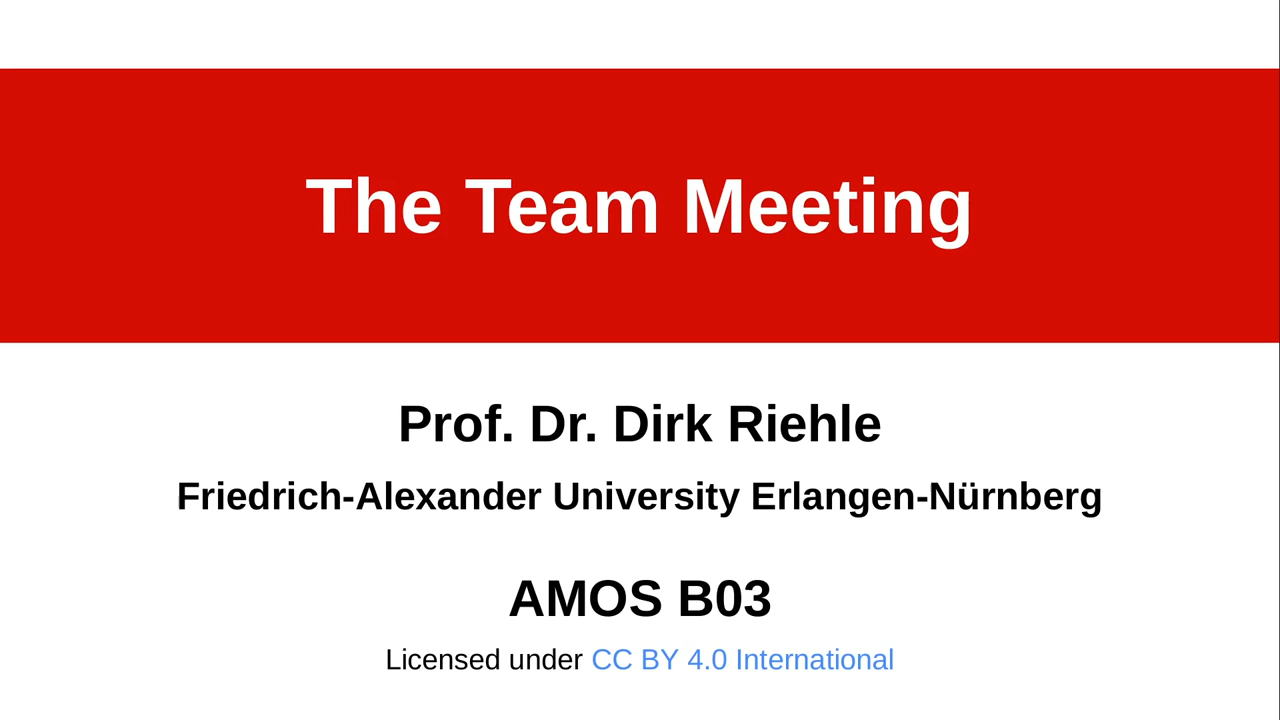 The Team Meeting
Prof. Dr. Dirk Riehle
Friedrich-Alexander University Erlangen-Nürnberg
AMOS B03
Licensed under CC BY 4.0 International